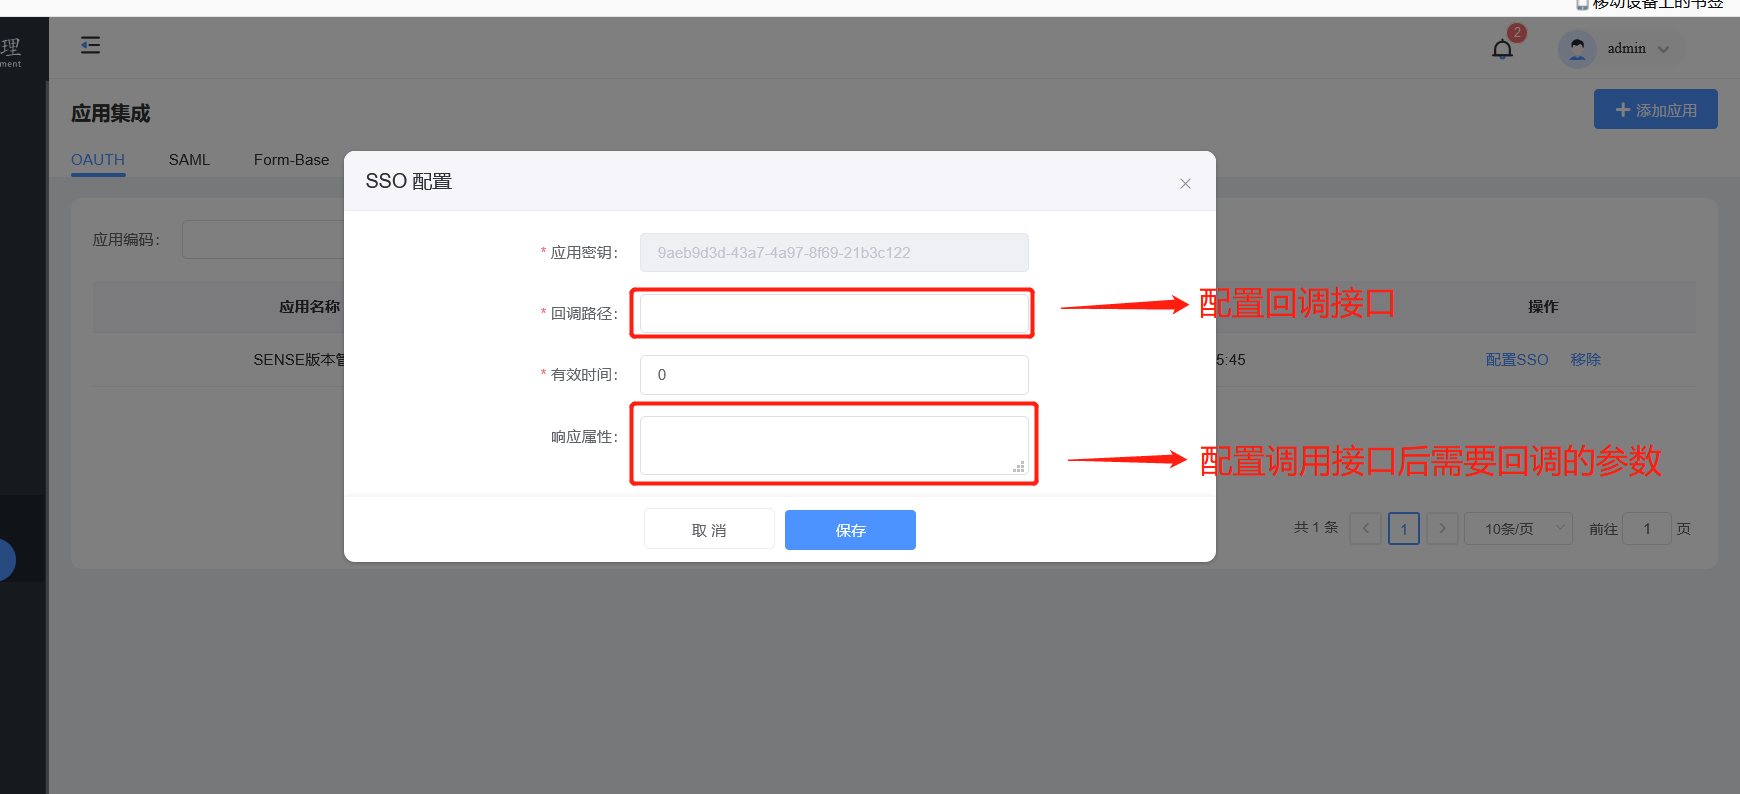 移动设备上的书签
理
ment
2
admin
应用集成
添加应用
OAUTH
SAML
Form-Base
SSO 配置
应用编码:
* 应用密钥:
9aeb9d3d-43a7-4a97-8f69-21b3c122
* 回调路径:
配置回调接口
应用名称
操作
SENSE版本管
* 有效时间:
0
5:45
配置SSO
移除
响应属性:
配置调用接口后需要回调的参数
取 消
保存
共 1 条
1
10条/页
前往
1
页